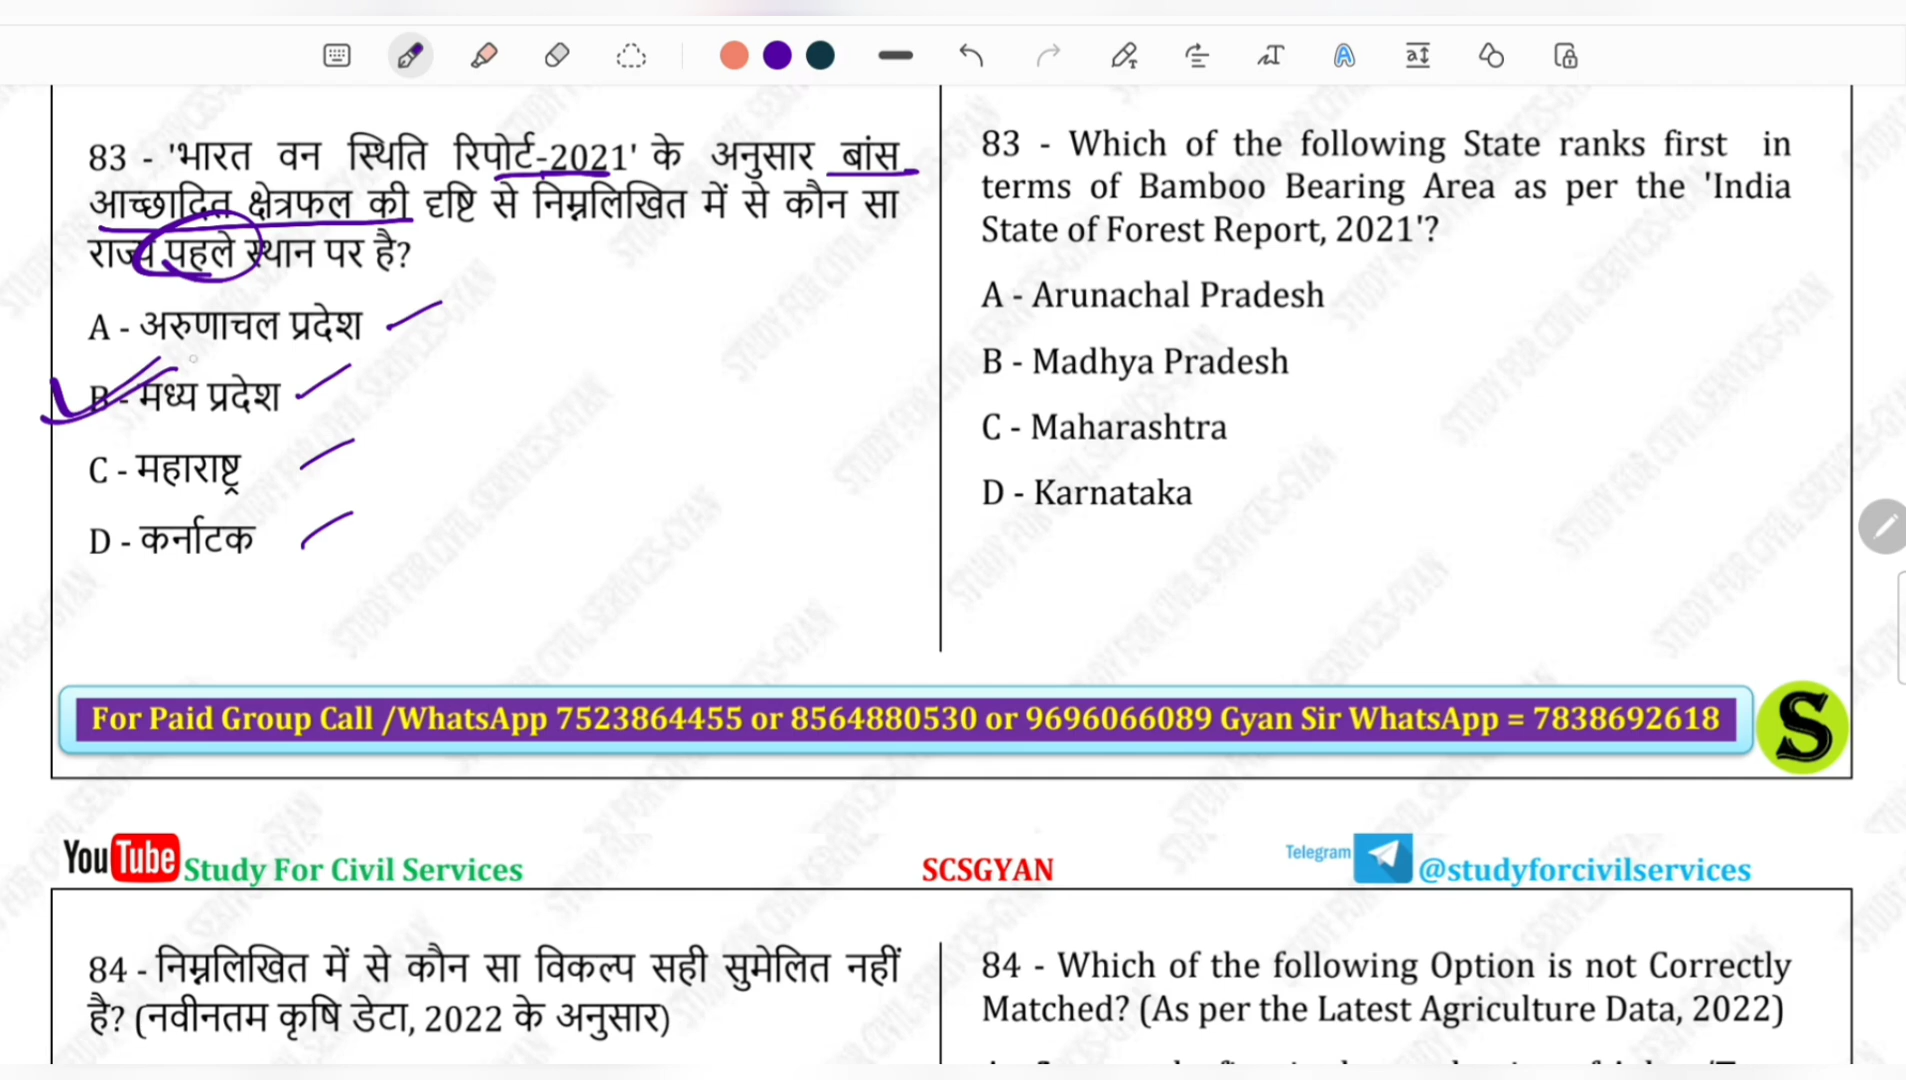 83 - 'भारत वन स्थिति रिपोर्ट-2021' के अनुसार बांस
आच्छादित क्षेत्रफल की दृष्टि से निम्नलिखित में से कौन सा
राज्य पहले स्थान पर है?
A - अरुणाचल प्रदेश
B - मध्य प्रदेश
C - महाराष्ट्र
D - कर्नाटक
83 - Which of the following State ranks first in
terms of Bamboo Bearing Area as per the 'India
State of Forest Report, 2021'?
A - Arunachal Pradesh
B - Madhya Pradesh
C - Maharashtra
D - Karnataka
For Paid Group Call /WhatsApp 7523864455 or 8564880530 or 9696066089 Gyan Sir WhatsApp = 7838692618
S
YouTube Study For Civil Services
SCSGYAN
Telegram @studyforcivilservices
84 - निम्नलिखित में से कौन सा विकल्प सही सुमेलित नहीं
है? (नवीनतम कृषि डेटा, 2022 के अनुसार)
84 - Which of the following Option is not Correctly
Matched? (As per the Latest Agriculture Data, 2022)